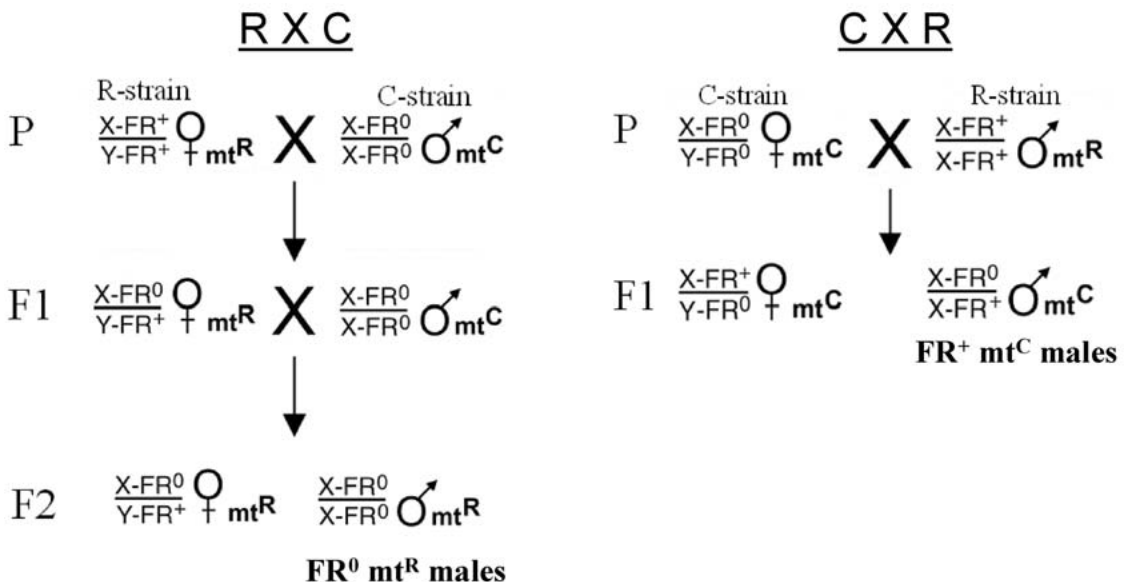 R X C
R-strain
C-strain
P
X-FR⁺
Y-FR⁺
♀ mtᴿ
X
X-FR⁰
X-FR⁰
♂ mtᶜ
F1
X-FR⁰
Y-FR⁺
♀ mtᴿ
X
X-FR⁰
X-FR⁰
♂ mtᶜ
F2
X-FR⁰
Y-FR⁺
♀ mtᴿ
X-FR⁰
X-FR⁰
♂ mtᴿ
FR⁰ mtᴿ males
C X R
C-strain
R-strain
P
X-FR⁰
Y-FR⁰
♀ mtᶜ
X
X-FR⁺
X-FR⁺
♂ mtᴿ
F1
X-FR⁺
Y-FR⁰
♀ mtᶜ
X-FR⁰
X-FR⁺
♂ mtᶜ
FR⁺ mtᶜ males